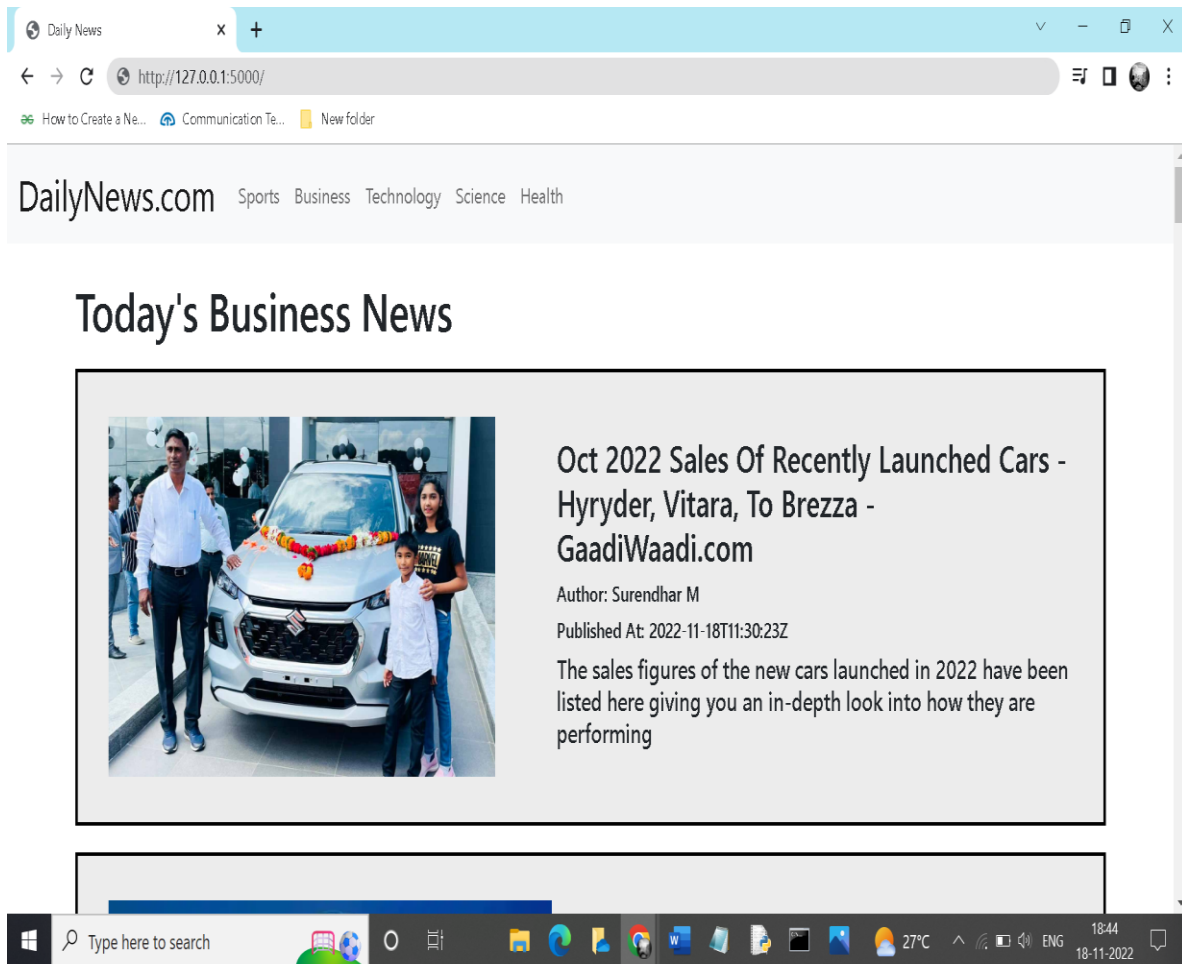 Daily News
http://127.0.0.1:5000/
How to Create a Ne... Communication Te... New folder
DailyNews.com Sports Business Technology Science Health
Today's Business News
Oct 2022 Sales Of Recently Launched Cars -
Hyryder, Vitara, To Brezza -
GaadiWaadi.com
Author: Surendhar M
Published At: 2022-11-18T11:30:23Z
The sales figures of the new cars launched in 2022 have been
listed here giving you an in-depth look into how they are
performing
MARVEL
Type here to search
27°C ENG 18:44
18-11-2022